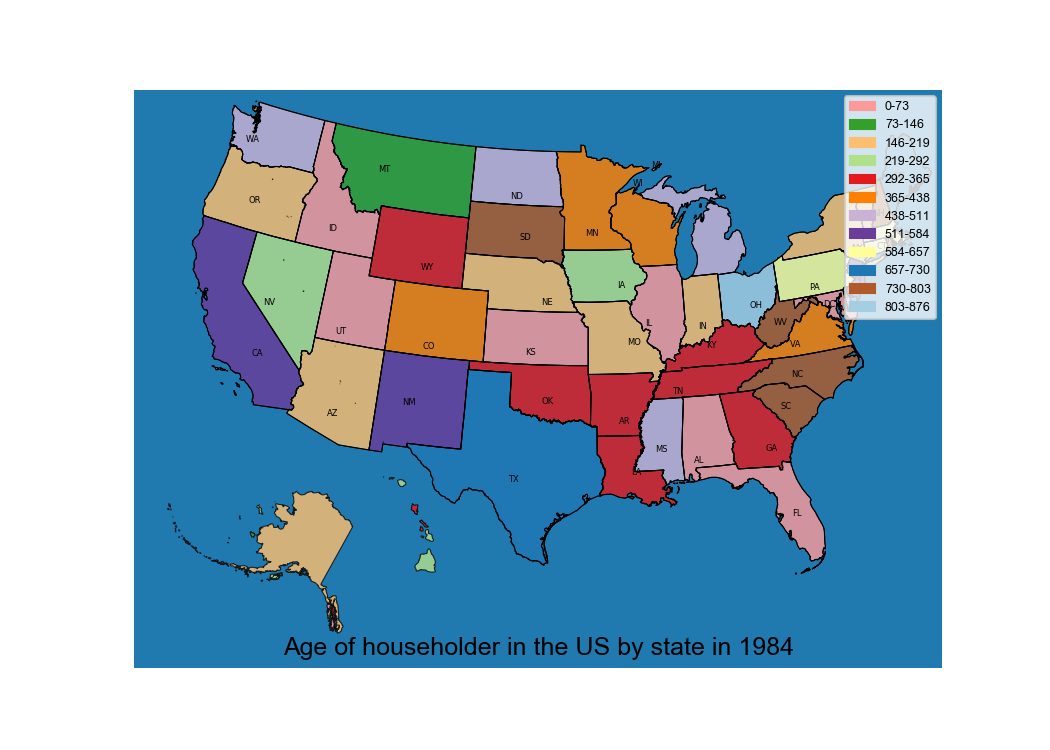 0-73
73-146
146-219
219-292
292-365
365-438
438-511
511-584
584-657
657-730
730-803
803-876
WA
MT
ND
MI
WI
OR
ID
SD
MN
WY
NV
NE
IA
PA
OH
DC
UT
CO
KS
MO
IL
IN
WV
KY
VA
CA
AZ
NM
OK
AR
TN
NC
SC
TX
LA
MS
AL
GA
FL
Age of householder in the US by state in 1984